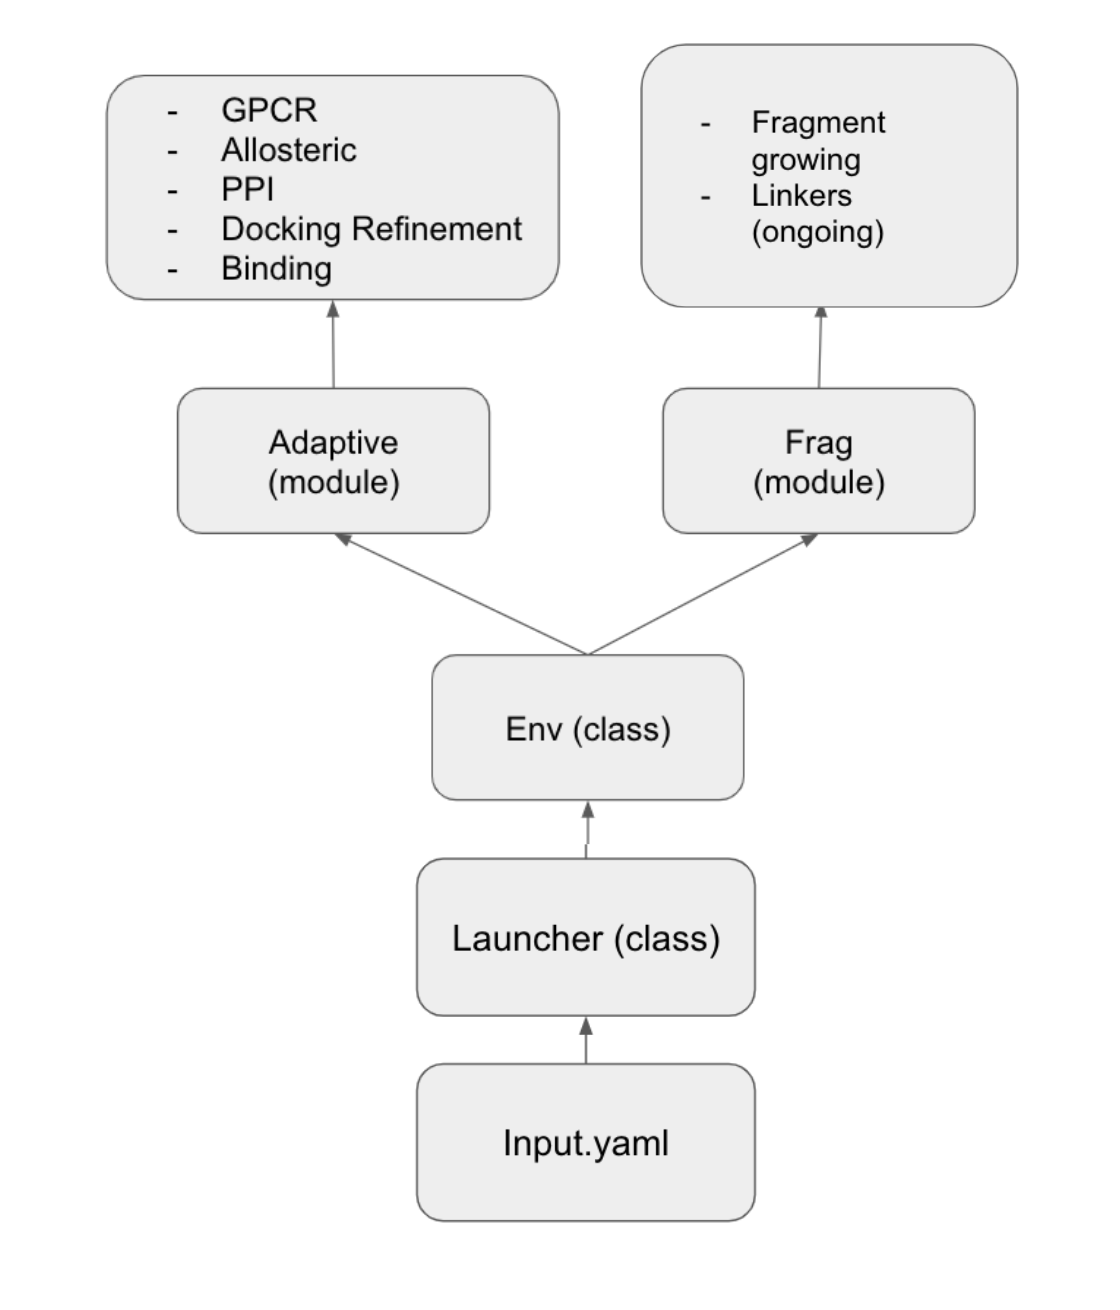 - GPCR
- Allosteric
- PPI
- Docking Refinement
- Binding
- Fragment
growing
- Linkers
(ongoing)
Adaptive
(module)
Frag
(module)
Env (class)
Launcher (class)
Input.yaml